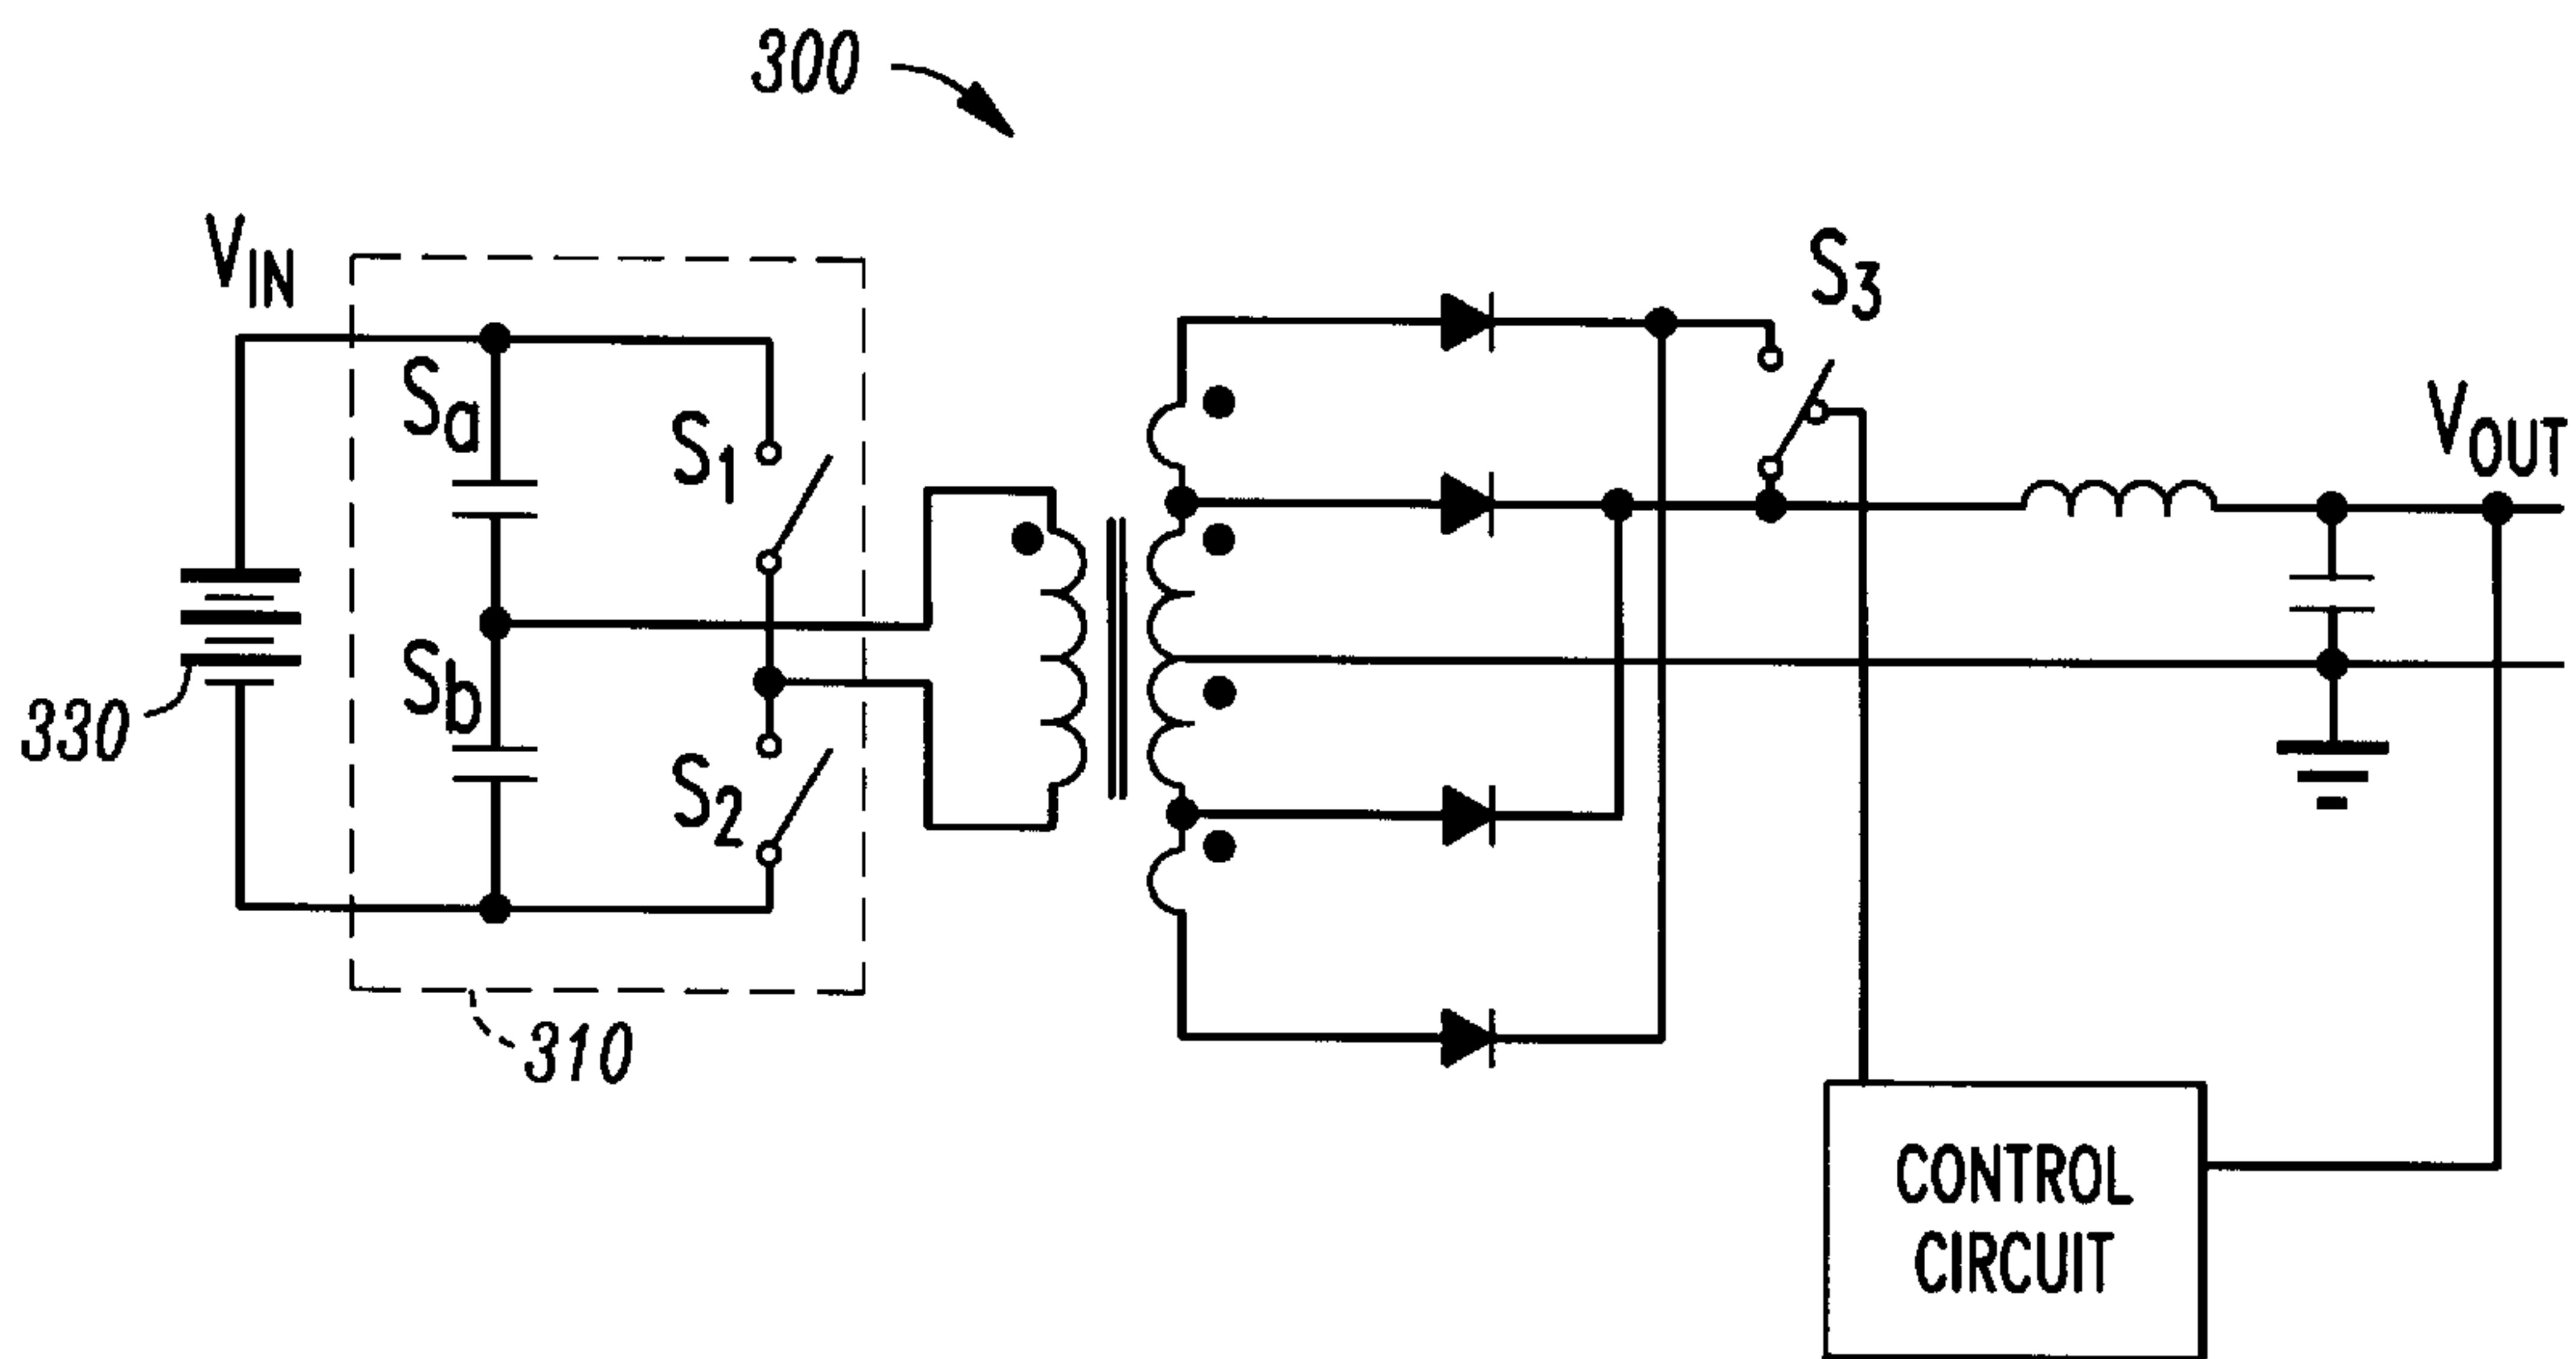 300
VIN
Sa
S1
S3
VOUT
Sb
S2
330
310
CONTROL
CIRCUIT